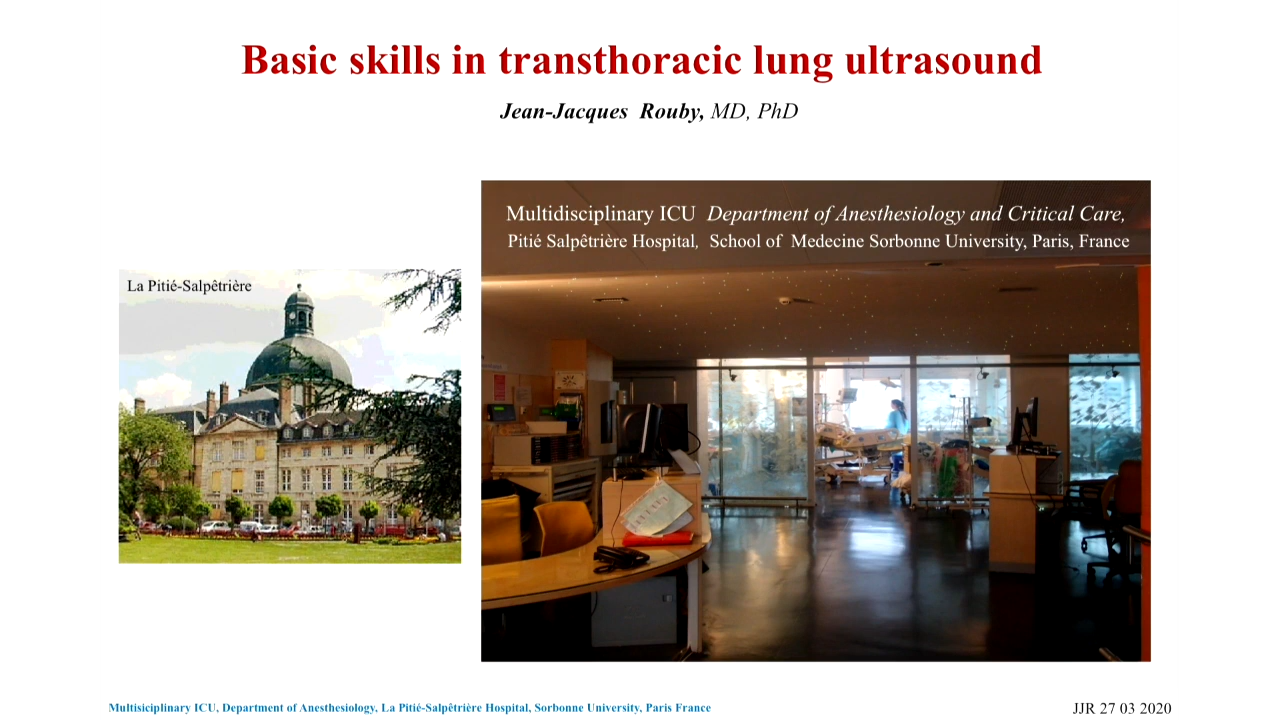 Basic skills in transthoracic lung ultrasound
Jean-Jacques Rouby, MD, PhD
Multidisciplinary ICU Department of Anesthesiology and Critical Care,
Pitié Salpêtrière Hospital, School of Medecine Sorbonne University, Paris, France
La Pitié-Salpêtrière
Multisiciplinary ICU, Department of Anesthesiology, La Pitié-Salpêtrière Hospital, Sorbonne University, Paris France
JJR 27 03 2020